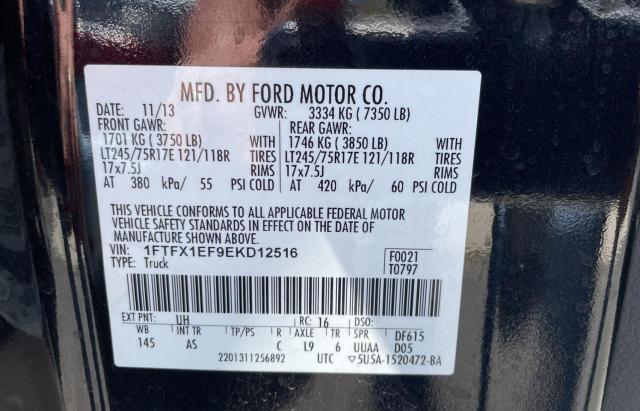 MFD. BY FORD MOTOR CO.
DATE: 11/13 GVWR: 3334 KG ( 7350 LB)
FRONT GAWR: REAR GAWR:
1701 KG ( 3750 LB) WITH 1746 KG ( 3850 LB) WITH
LT245/75R17E 121/118R TIRES LT245/75R17E 121/118R TIRES
17x7.5J RIMS 17x7.5J RIMS
AT 380 kPa/ 55 PSI COLD AT 420 kPa/ 60 PSI COLD
THIS VEHICLE CONFORMS TO ALL APPLICABLE FEDERAL MOTOR
VEHICLE SAFETY STANDARDS IN EFFECT ON THE DATE OF
MANUFACTURE SHOWN ABOVE.
VIN: 1FTFX1EF9EKD12516 F0021
TYPE: Truck T0797
EXT PNT: UH RC: 16 DSO:
WB INT TR TP/PS R AXLE TR SPR DF615
145 AS C L9 6 UUAA D05
2201311256892 UTC ▽5U5A-1520472-BA